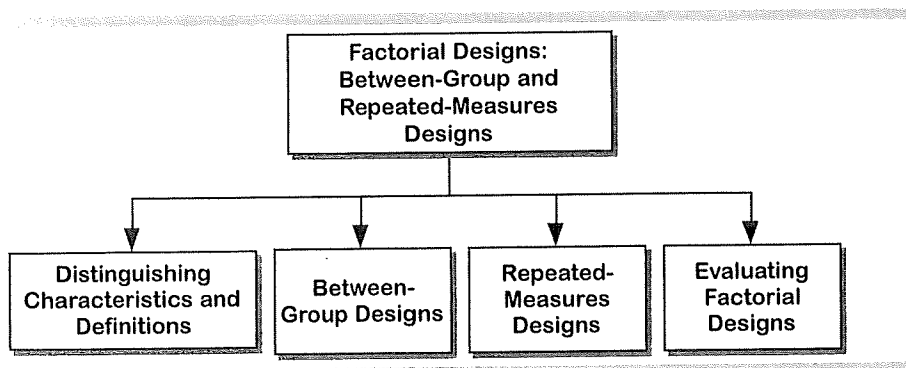 Factorial Designs:
Between-Group and
Repeated-Measures
Designs
Distinguishing
Characteristics and
Definitions
Between-
Group Designs
Repeated-
Measures
Designs
Evaluating
Factorial
Designs